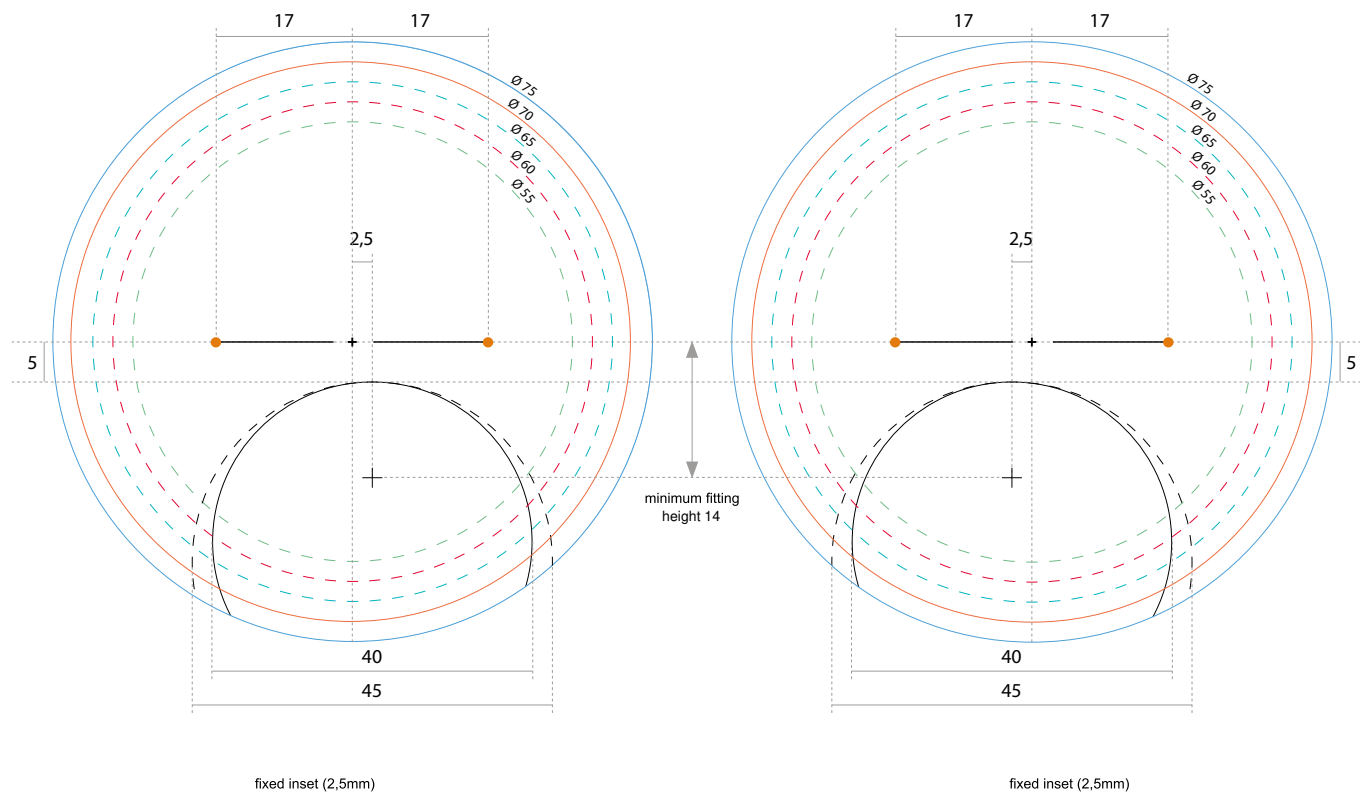 17
17
17
17
Ø 75
Ø 70
Ø 65
Ø 60
Ø 55
Ø 75
Ø 70
Ø 65
Ø 60
Ø 55
2,5
2,5
5
5
minimum fitting
height 14
40
45
40
45
fixed inset (2,5mm)
fixed inset (2,5mm)